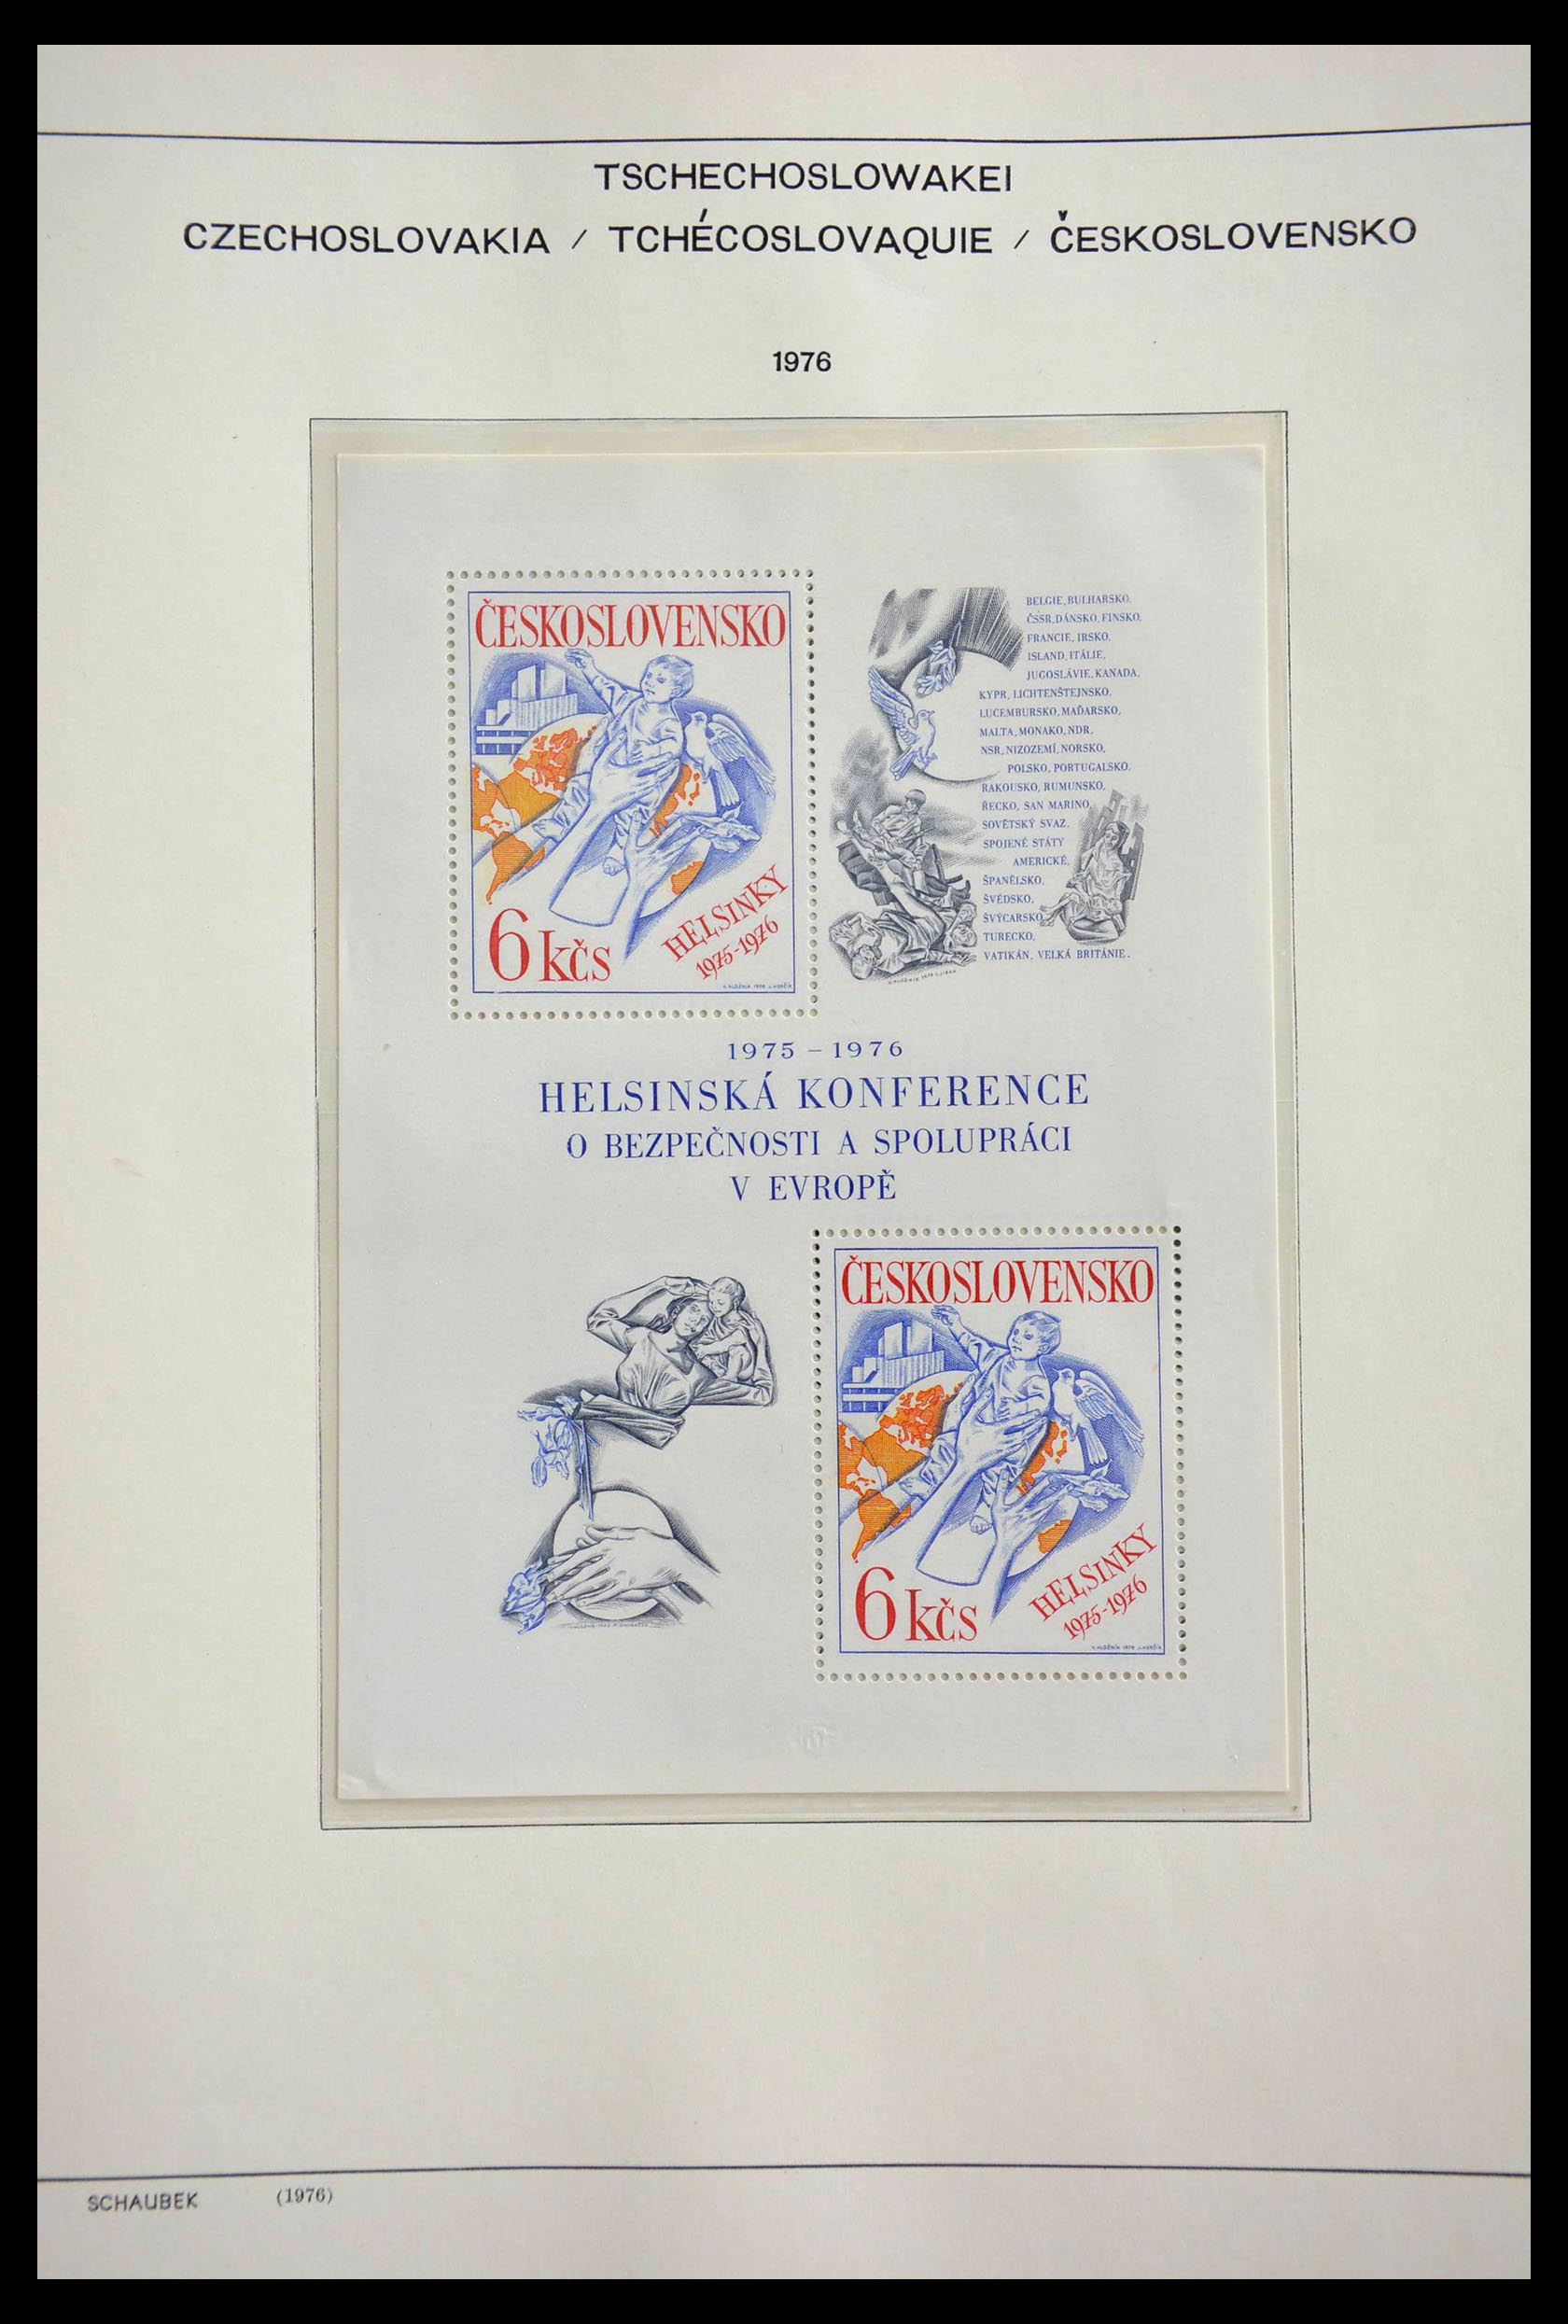 TSCHECHOSLOWAKEI
CZECHOSLOVAKIA / TCHÉCOSLOVAQUIE / ČESKOSLOVENSKO
1976
ČESKOSLOVENSKO
6 kčs
HELSINKY
1975-1976
BELGIE, BULHARSKO,
ČSSR, DÁNSKO, FINSKO,
FRANCIE, IRSKO,
ISLAND, ITÁLIE,
JUGOSLÁVIE, KANADA,
KYPR, LICHTENŠTEJNSKO,
LUCEMBURSKO, MAĎARSKO,
MALTA, MONAKO, NDR,
NSR, NIZOZEMÍ, NORSKO,
POLSKO, PORTUGALSKO,
RAKOUSKO, RUMUNSKO,
ŘECKO, SAN MARINO,
SOVĚTSKÝ SVAZ,
SPOJENÉ STÁTY
AMERICKÉ,
ŠPANĚLSKO,
ŠVÉDSKO,
ŠVÝCARSKO,
TURECKO,
VATIKÁN, VELKÁ BRITÁNIE.
1975 – 1976
HELSINSKÁ KONFERENCE
O BEZPEČNOSTI A SPOLUPRÁCI
V EVROPĚ
ČESKOSLOVENSKO
6 kčs
HELSINKY
1975-1976
SCHAUBEK (1976)